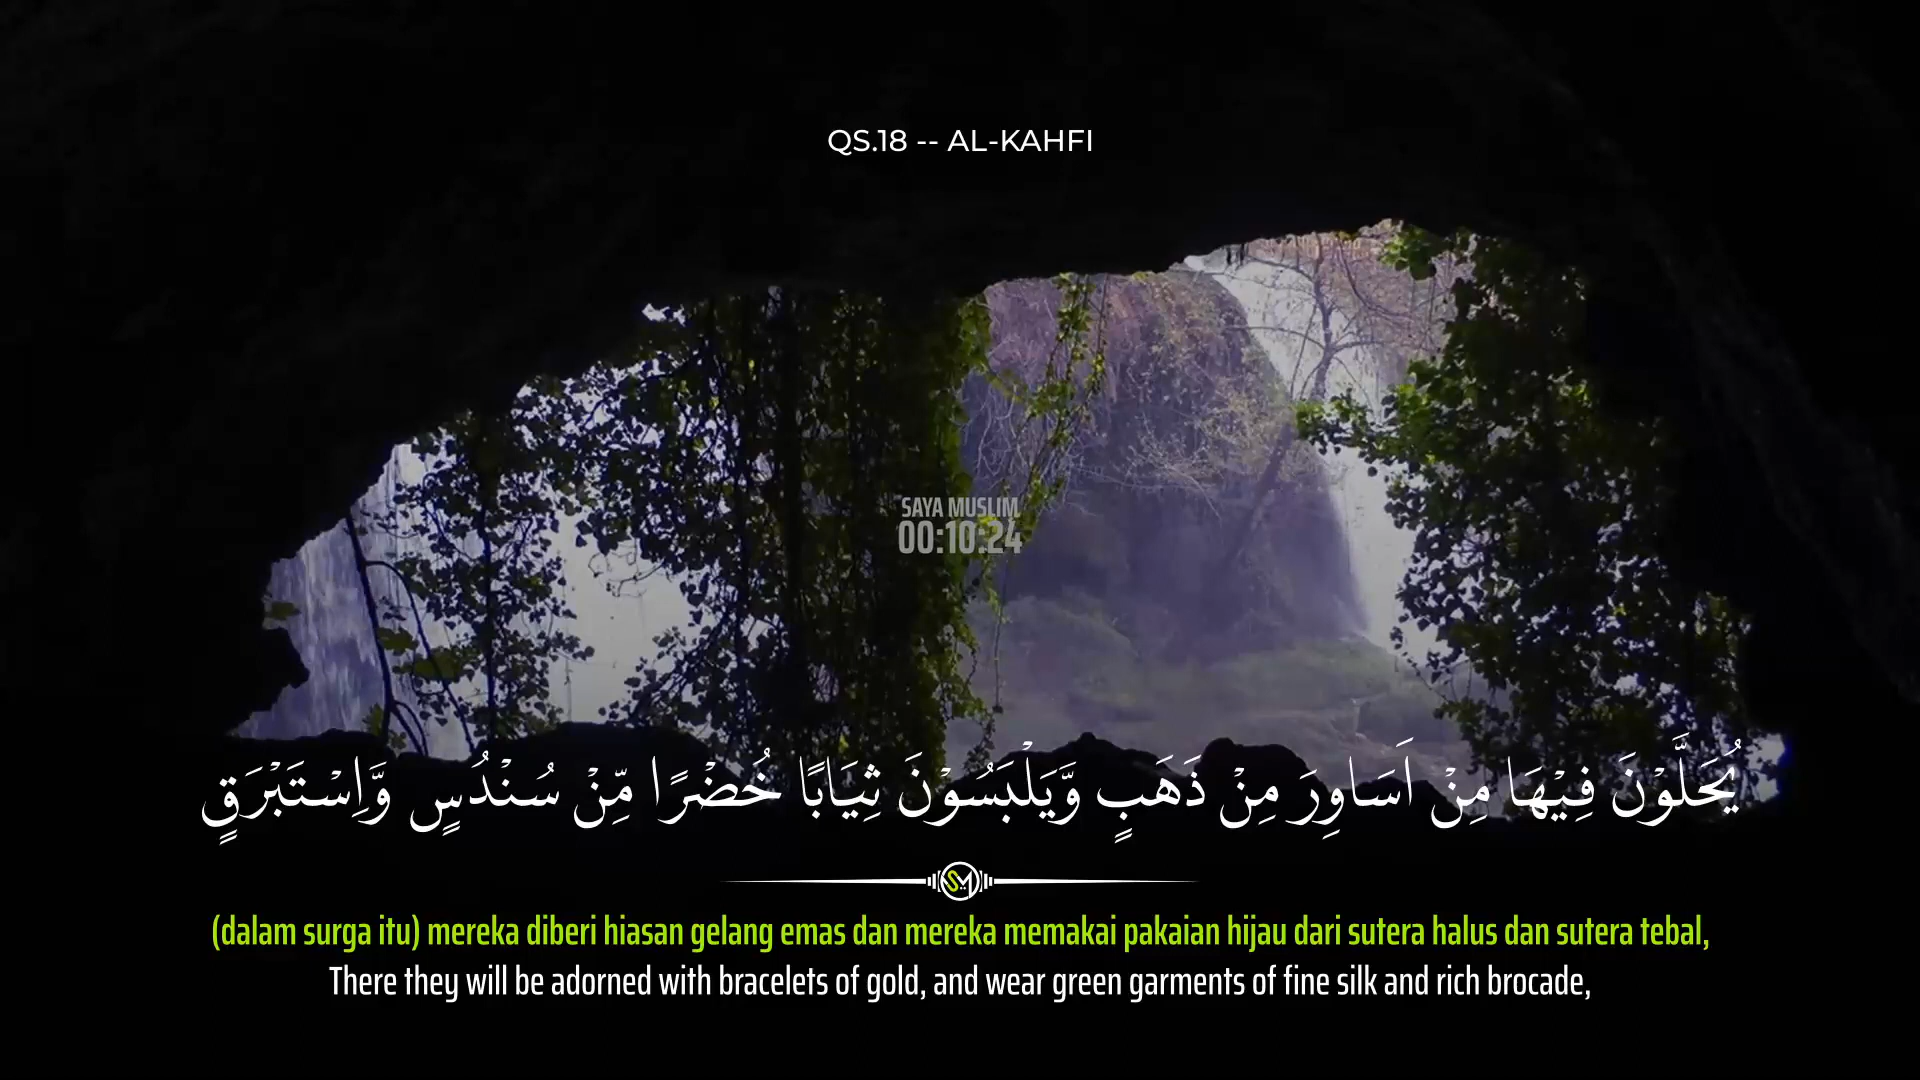 QS.18 -- AL-KAHFI
SAYA MUSLIM
00:10:24
يُحَلَّوْنَ فِيْهَا مِنْ اَسَاوِرَ مِنْ ذَهَبٍ وَّيَلْبَسُوْنَ ثِيَابًا خُضْرًا مِّنْ سُنْدُسٍ وَّاِسْتَبْرَقٍ
SM
(dalam surga itu) mereka diberi hiasan gelang emas dan mereka memakai pakaian hijau dari sutera halus dan sutera tebal,
There they will be adorned with bracelets of gold, and wear green garments of fine silk and rich brocade,